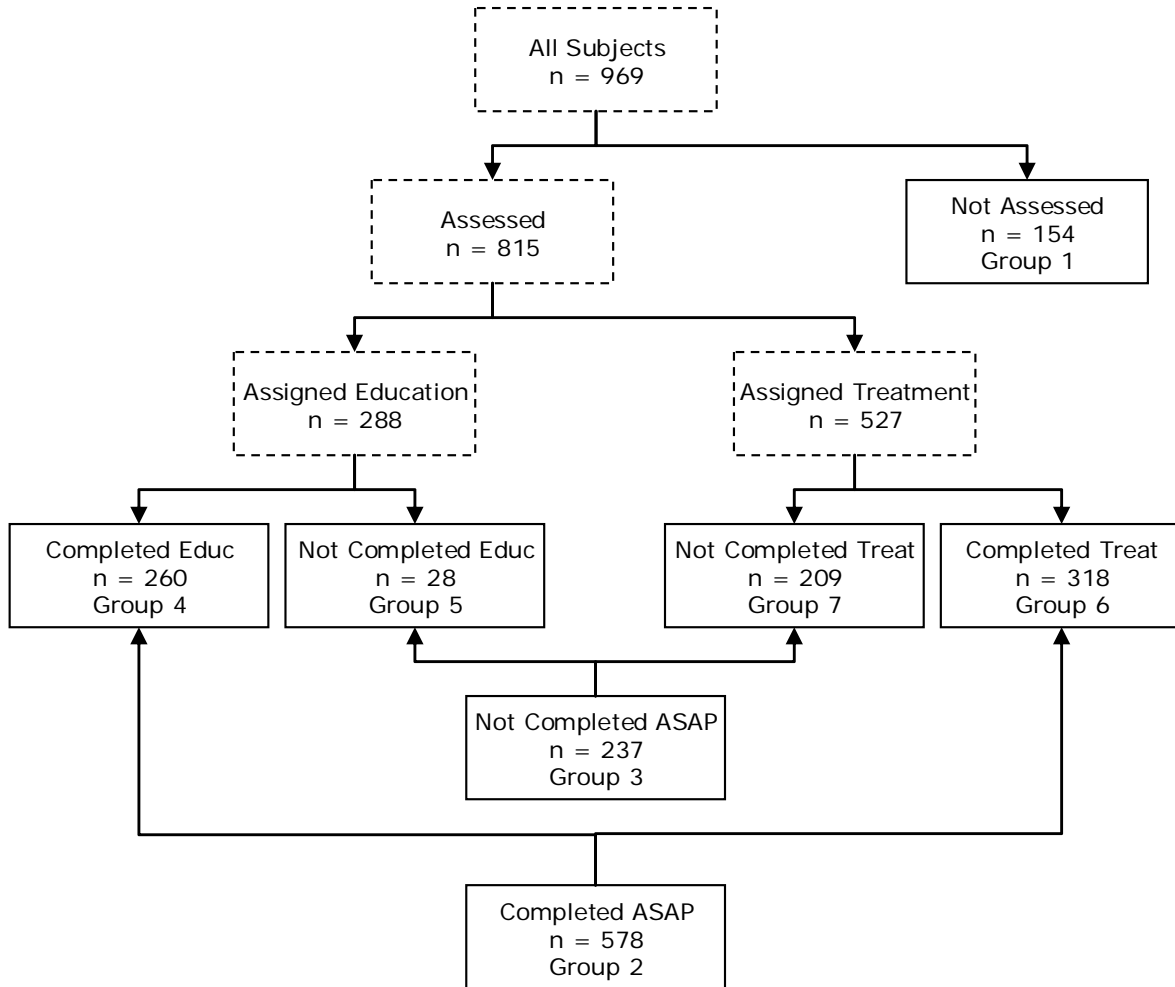 All Subjects
n = 969
Assessed
n = 815
Not Assessed
n = 154
Group 1
Assigned Education
n = 288
Assigned Treatment
n = 527
Completed Educ
n = 260
Group 4
Not Completed Educ
n = 28
Group 5
Not Completed Treat
n = 209
Group 7
Completed Treat
n = 318
Group 6
Not Completed ASAP
n = 237
Group 3
Completed ASAP
n = 578
Group 2